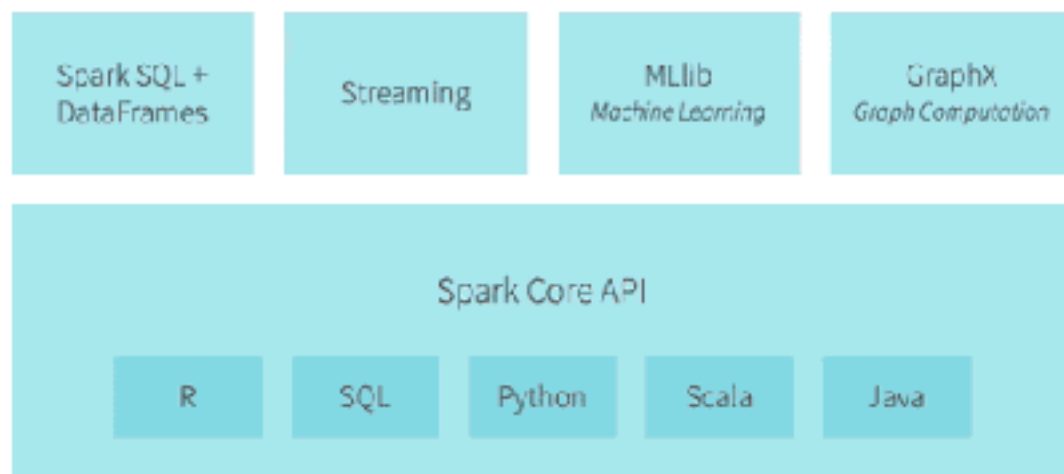 Spark SQL +
DataFrames
Streaming
MLlib
Machine Learning
GraphX
Graph Computation
Spark Core API
R
SQL
Python
Scala
Java